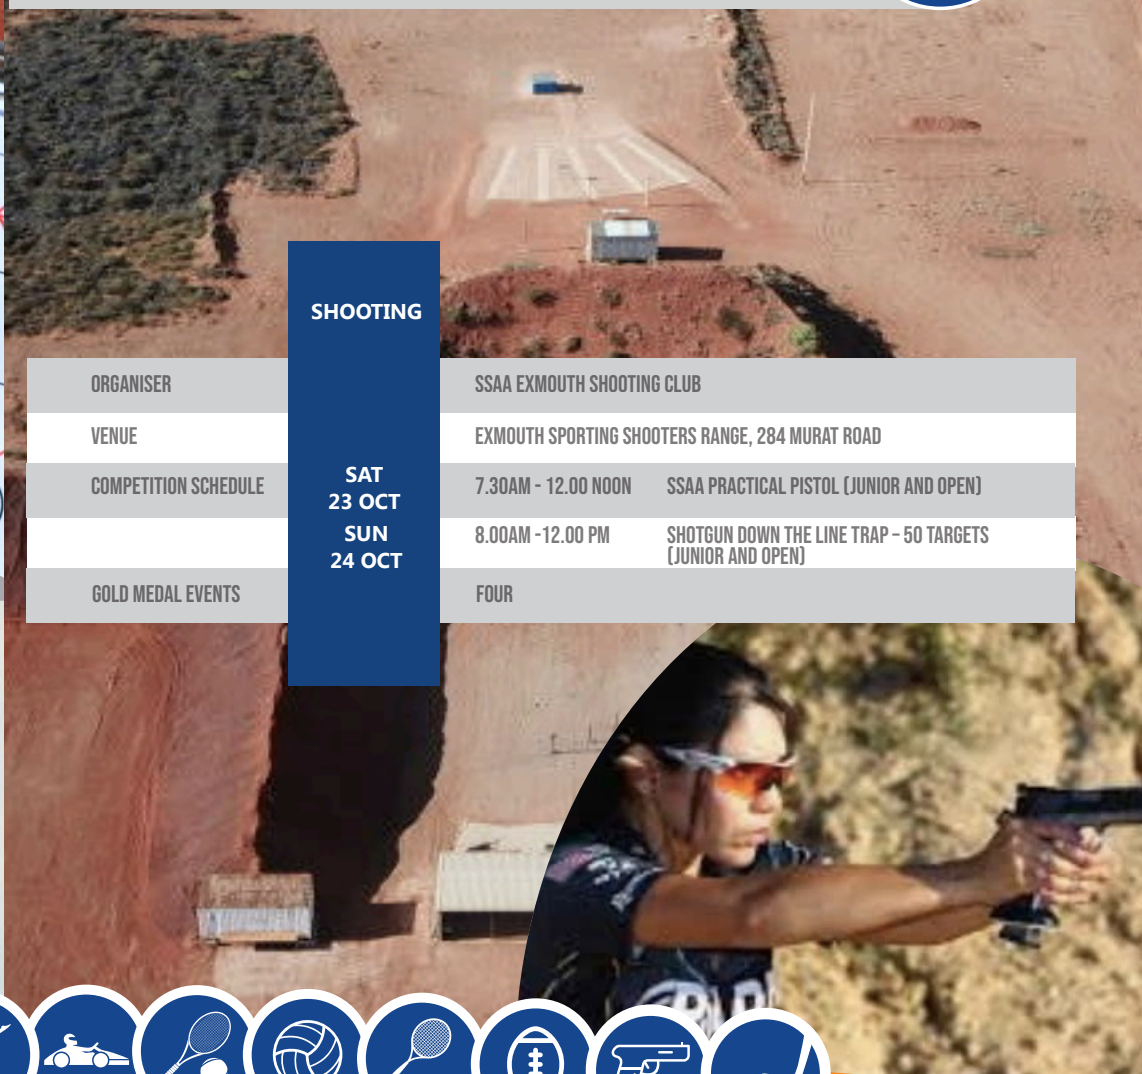 SHOOTING
ORGANISER SSAA EXMOUTH SHOOTING CLUB
VENUE EXMOUTH SPORTING SHOOTERS RANGE, 284 MURAT ROAD
COMPETITION SCHEDULE SAT 7.30AM - 12.00 NOON SSAA PRACTICAL PISTOL (JUNIOR AND OPEN)
23 OCT
SUN 8.00AM -12.00 PM SHOTGUN DOWN THE LINE TRAP – 50 TARGETS
24 OCT (JUNIOR AND OPEN)
GOLD MEDAL EVENTS FOUR